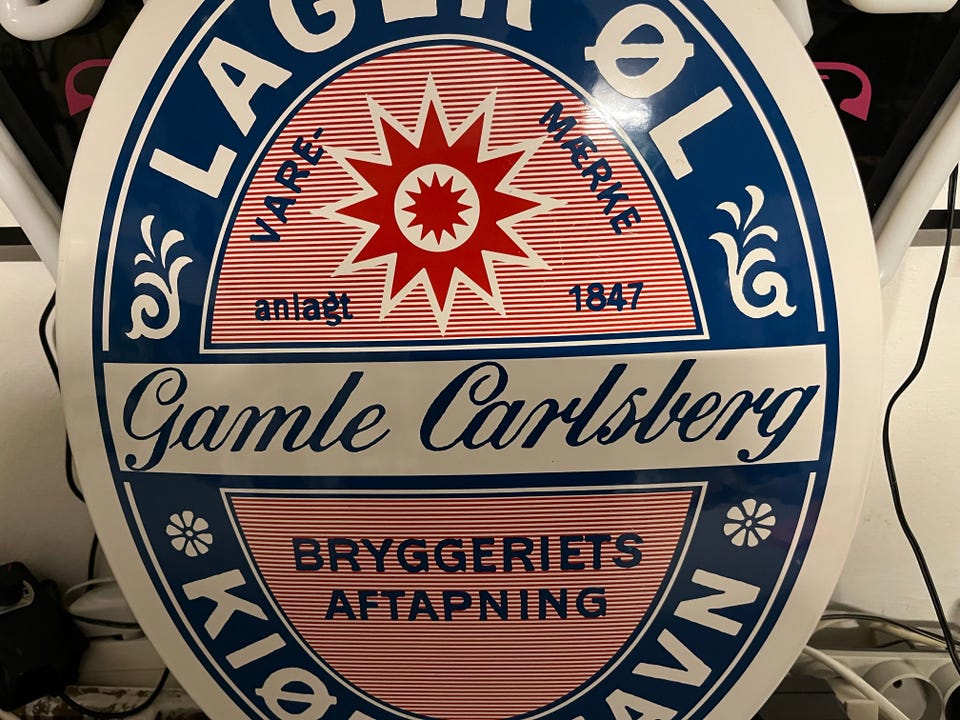 LAGER ØL
VARE-
MÆRKE
anlagt 1847
Gamle Carlsberg
BRYGGERIETS
AFTAPNING